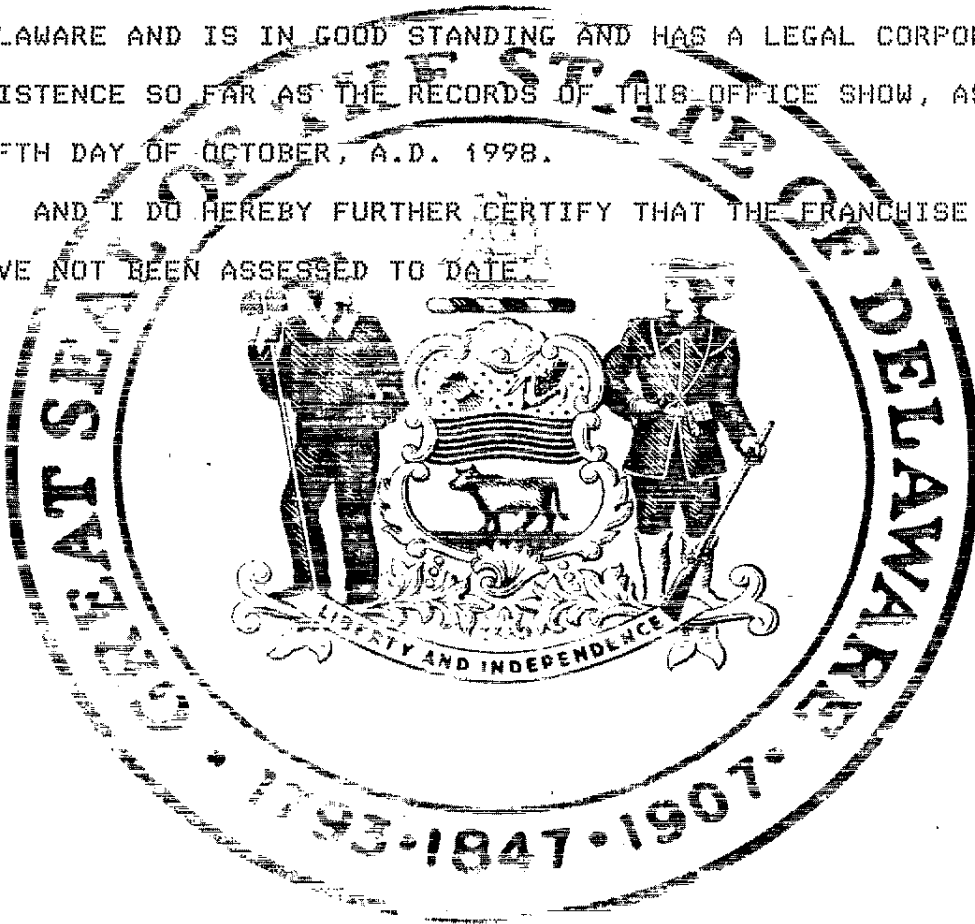 LAWARE AND IS IN GOOD STANDING AND HAS A LEGAL CORPO
ISTENCE SO FAR AS THE RECORDS OF THIS OFFICE SHOW, AS
FTH DAY OF OCTOBER, A.D. 1998.
AND I DO HEREBY FURTHER CERTIFY THAT THE FRANCHISE
VE NOT BEEN ASSESSED TO DATE.
GREAT SEAL OF THE STATE OF DELAWARE
LIBERTY AND INDEPENDENCE
· 1793 · 1847 · 1907 ·